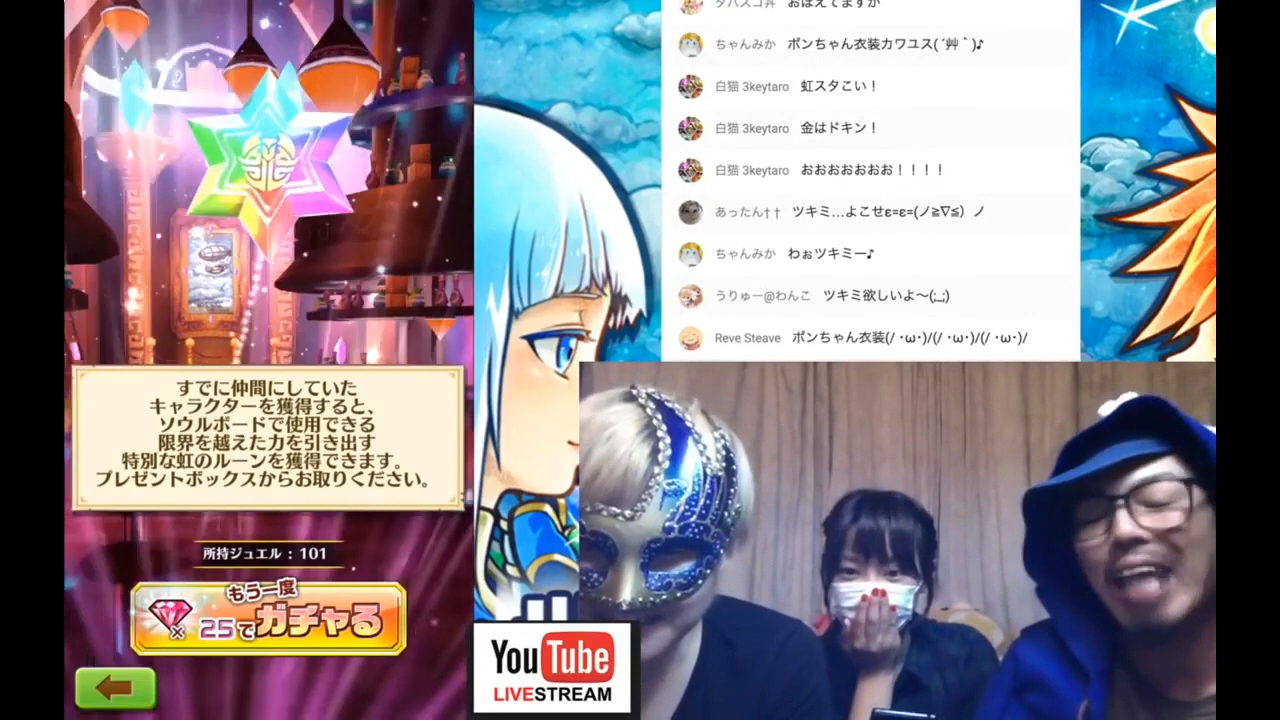 すでに仲間にしていた
キャラクターを獲得すると、
ソウルボードで使用できる
限界を越えた力を引き出す
特別な虹のルーンを獲得できます。
プレゼントボックスからお取りください。
所持ジュエル：101
もう一度
×25でガチャる
おぼえてますか
ちゃんみか ポンちゃん衣装カワユス(´艸｀)♪
白猫 3keytaro 虹スタこい！
白猫 3keytaro 金はドキン！
白猫 3keytaro おおおおおおお！！！！
あったん†† ツキミ…よこせε=ε=(ノ≧∇≦）ノ
ちゃんみか わぉツキミー♪
うりゅー@わんこ ツキミ欲しいよ〜(;_;)
Reve Steave ポンちゃん衣装(/ ･ω･)/(/ ･ω･)/(/ ･ω･)/
YouTube
LIVESTREAM